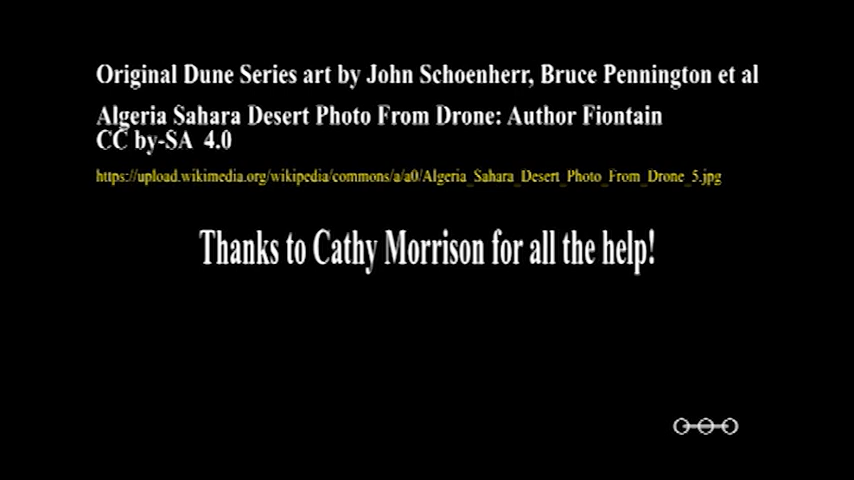 Original Dune Series art by John Schoenherr, Bruce Pennington et al
Algeria Sahara Desert Photo From Drone: Author Fiontain
CC by-SA 4.0
https://upload.wikimedia.org/wikipedia/commons/a/a0/Algeria_Sahara_Desert_Photo_From_Drone_5.jpg
Thanks to Cathy Morrison for all the help!